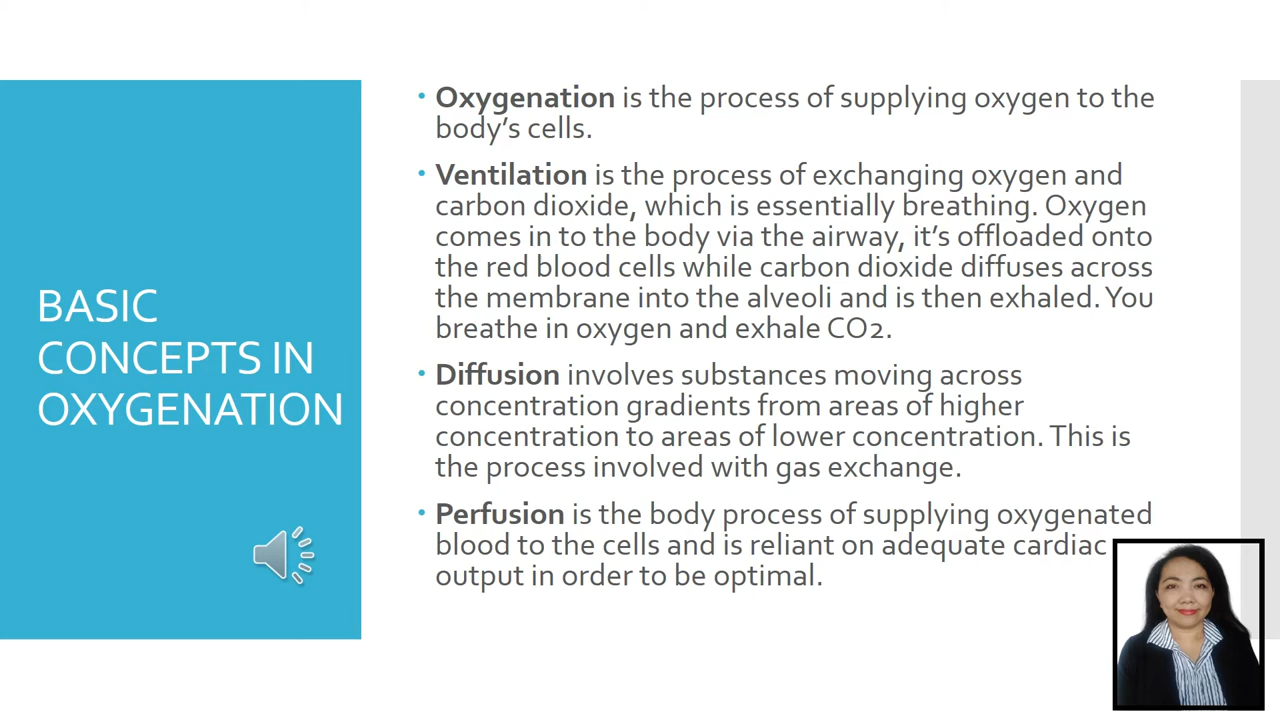 BASIC
CONCEPTS IN
OXYGENATION
• Oxygenation is the process of supplying oxygen to the
body's cells.
• Ventilation is the process of exchanging oxygen and
carbon dioxide, which is essentially breathing. Oxygen
comes in to the body via the airway, it's offloaded onto
the red blood cells while carbon dioxide diffuses across
the membrane into the alveoli and is then exhaled. You
breathe in oxygen and exhale CO2.
• Diffusion involves substances moving across
concentration gradients from areas of higher
concentration to areas of lower concentration. This is
the process involved with gas exchange.
• Perfusion is the body process of supplying oxygenated
blood to the cells and is reliant on adequate cardiac
output in order to be optimal.